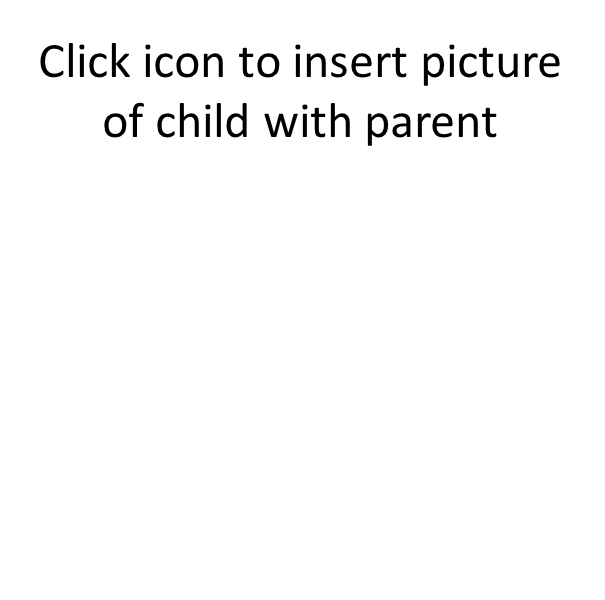 Click icon to insert picture
of child with parent